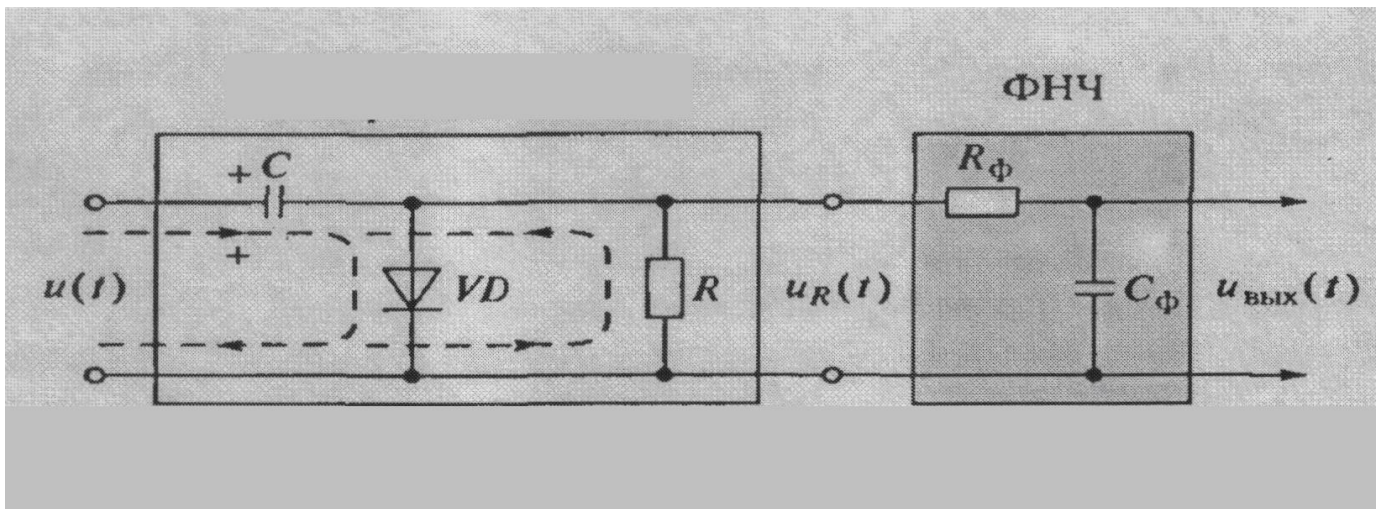 ФНЧ
+ C
R_ф
+
u(t)
VD
R
u_R(t)
C_ф
u_вых(t)